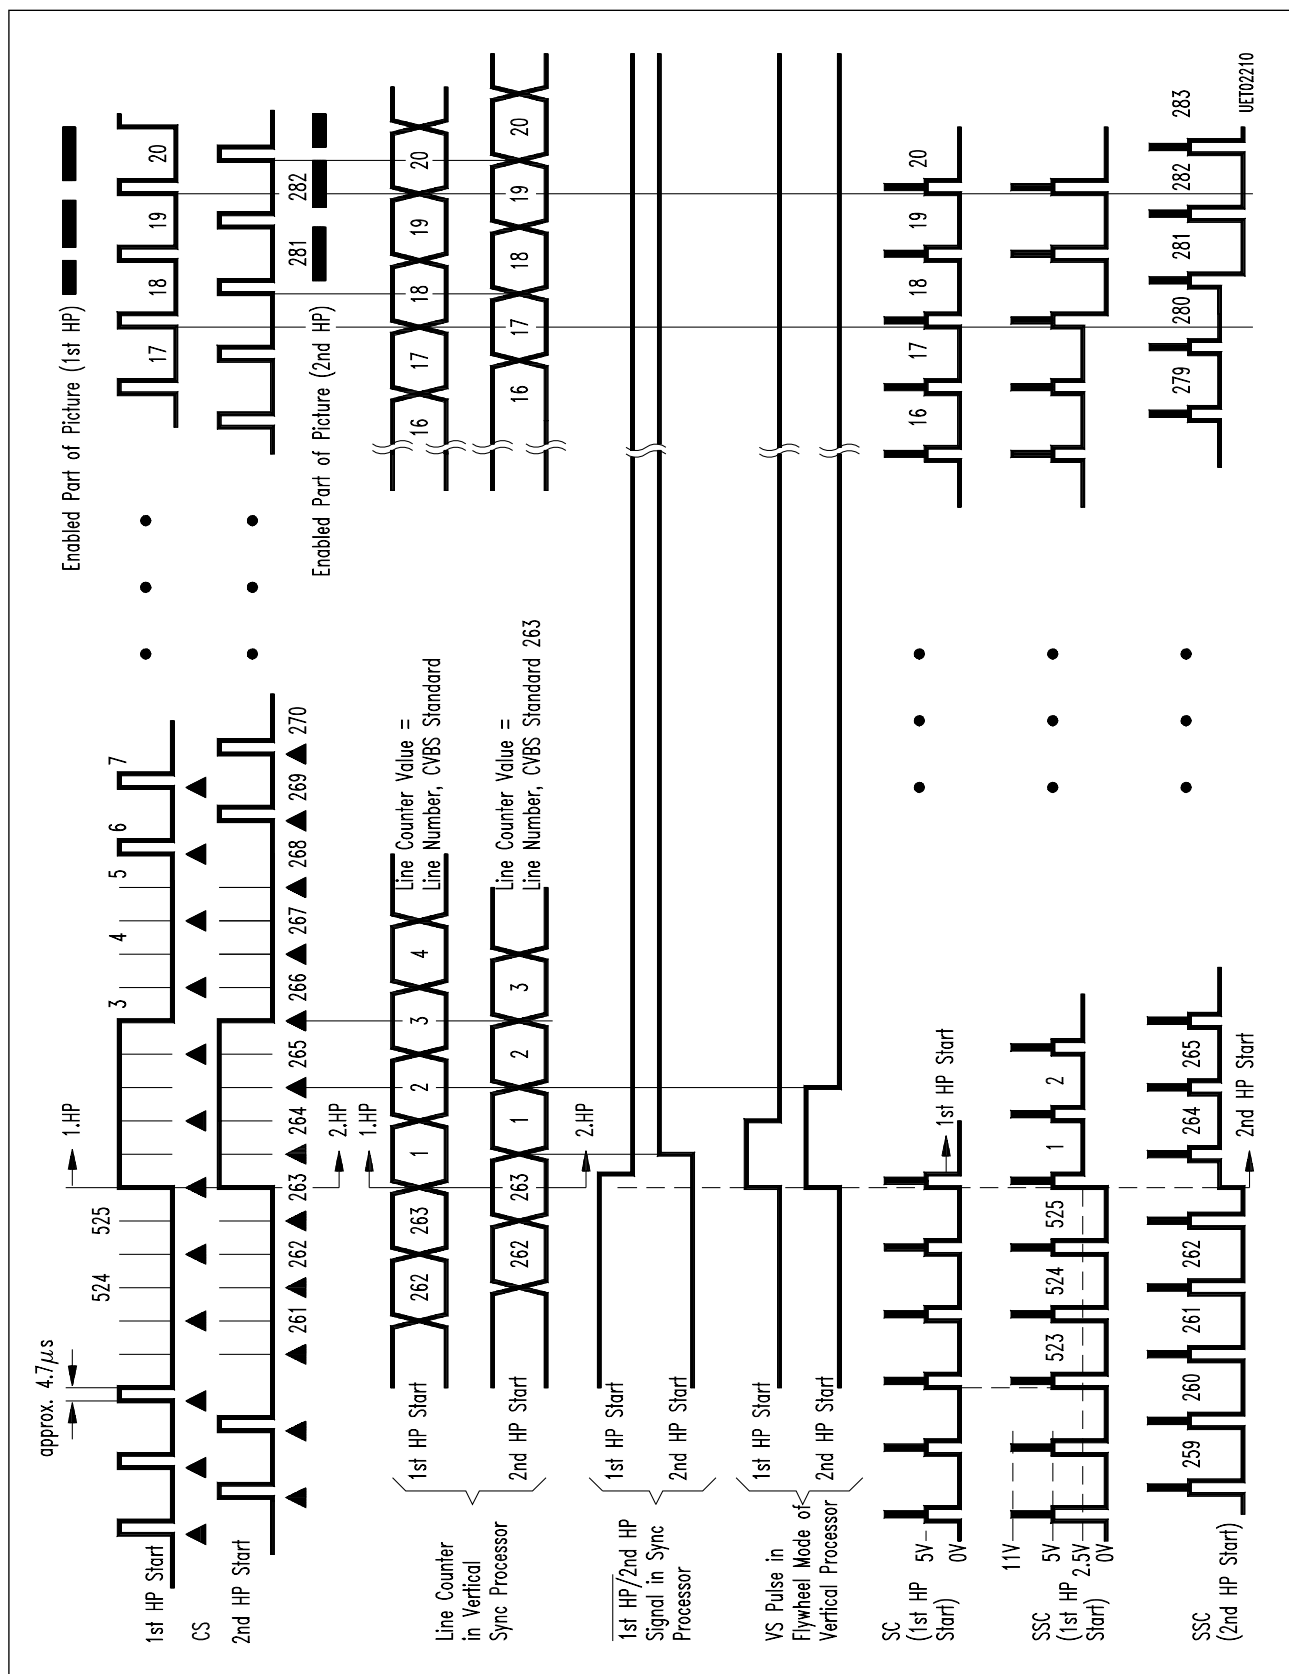 approx. 4.7µs
524
525
1.HP
3
4
5
6
7
17
18
19
20
Enabled Part of Picture (1st HP)
1st HP Start
CS
2nd HP Start
261
262
263
264
265
266
267
268
269
270
281
282
Enabled Part of Picture (2nd HP)
2.HP
1.HP
Line Counter
in Vertical
Sync Processor
1st HP Start
262
263
1
2
3
4
Line Counter Value =
Line Number, CVBS Standard
16
17
18
19
20
2nd HP Start
262
263
1
2
3
Line Counter Value =
Line Number, CVBS Standard 263
16
17
18
19
20
2.HP
1st HP/2nd HP
Signal in Sync
Processor
1st HP Start
2nd HP Start
VS Pulse in
Flywheel Mode of
Vertical Processor
1st HP Start
2nd HP Start
SC
(1st HP
Start)
5V
0V
1st HP Start
16
17
18
19
20
SSC
(1st HP
Start)
11V
5V
2.5V
0V
523
524
525
1
2
SSC
(2nd HP Start)
259
260
261
262
264
265
2nd HP Start
279
280
281
282
283
UET02210